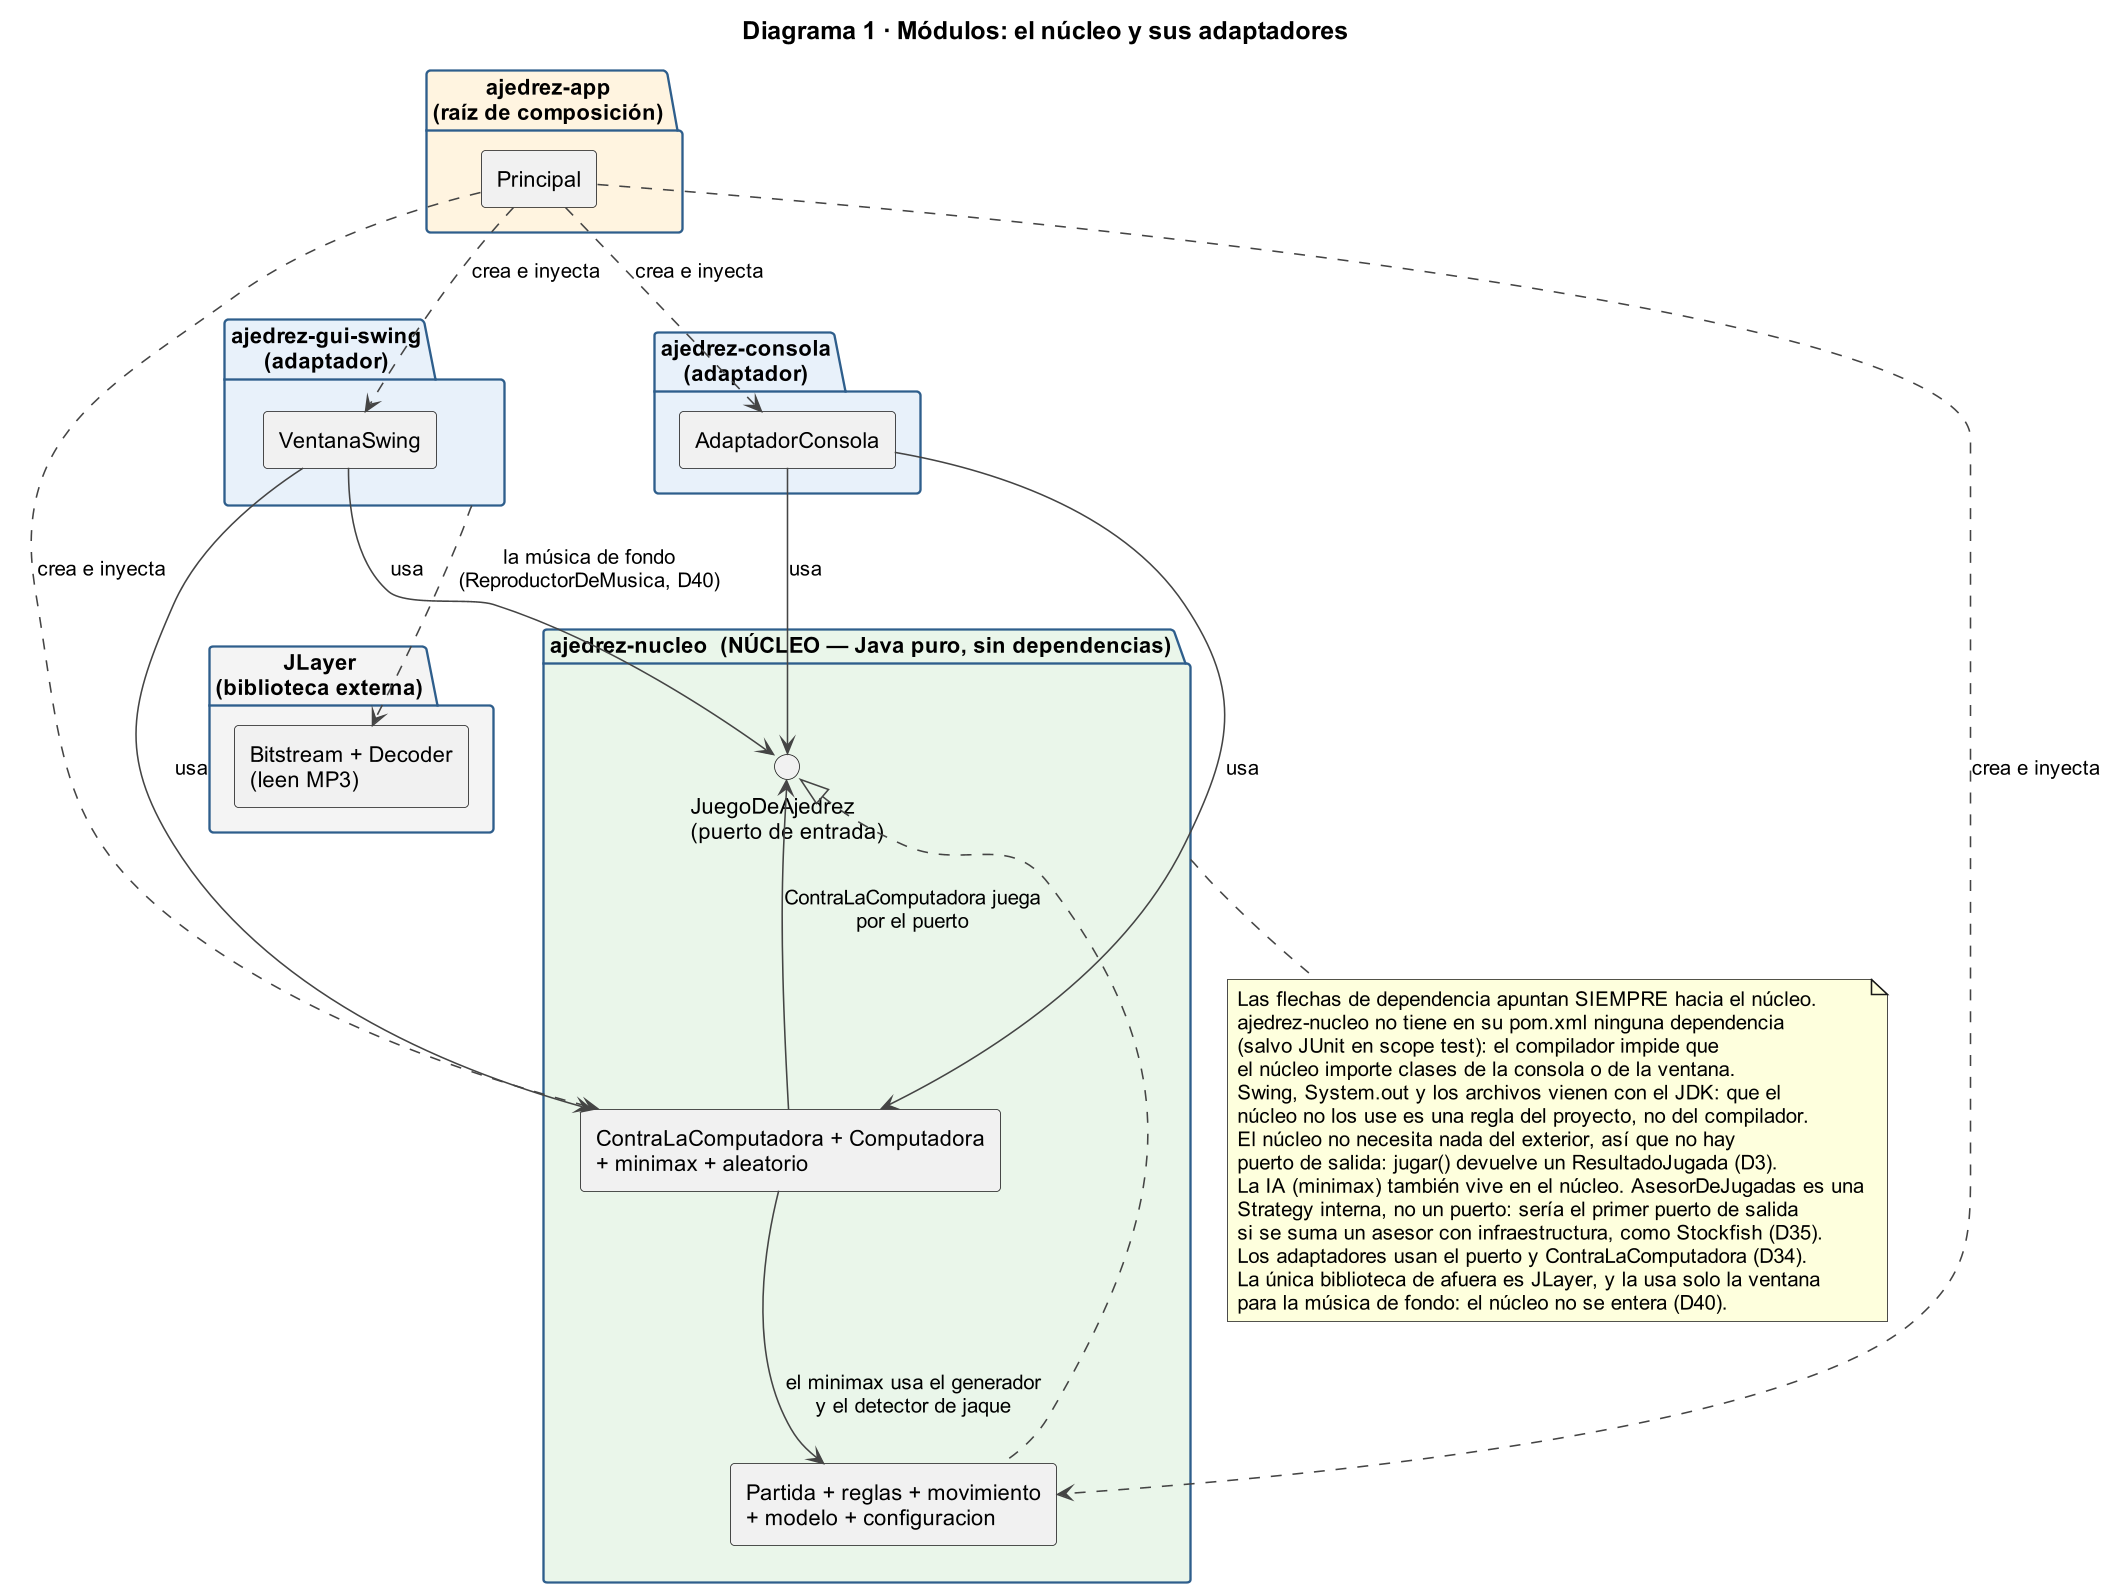 Diagrama 1 · Módulos: el núcleo y sus adaptadores
ajedrez-app
(raíz de composición)
Principal
crea e inyecta
crea e inyecta
ajedrez-gui-swing
(adaptador)
VentanaSwing
ajedrez-consola
(adaptador)
AdaptadorConsola
crea e inyecta
usa
la música de fondo
(ReproductorDeMusica, D40)
usa
JLayer
(biblioteca externa)
Bitstream + Decoder
(leen MP3)
usa
ajedrez-nucleo  (NÚCLEO — Java puro, sin dependencias)
JuegoDeAjedrez
(puerto de entrada)
usa
crea e inyecta
ContraLaComputadora juega
por el puerto
ContraLaComputadora + Computadora
+ minimax + aleatorio
el minimax usa el generador
y el detector de jaque
Partida + reglas + movimiento
+ modelo + configuracion
Las flechas de dependencia apuntan SIEMPRE hacia el núcleo.
ajedrez-nucleo no tiene en su pom.xml ninguna dependencia
(salvo JUnit en scope test): el compilador impide que
el núcleo importe clases de la consola o de la ventana.
Swing, System.out y los archivos vienen con el JDK: que el
núcleo no los use es una regla del proyecto, no del compilador.
El núcleo no necesita nada del exterior, así que no hay
puerto de salida: jugar() devuelve un ResultadoJugada (D3).
La IA (minimax) también vive en el núcleo. AsesorDeJugadas es una
Strategy interna, no un puerto: sería el primer puerto de salida
si se suma un asesor con infraestructura, como Stockfish (D35).
Los adaptadores usan el puerto y ContraLaComputadora (D34).
La única biblioteca de afuera es JLayer, y la usa solo la ventana
para la música de fondo: el núcleo no se entera (D40).